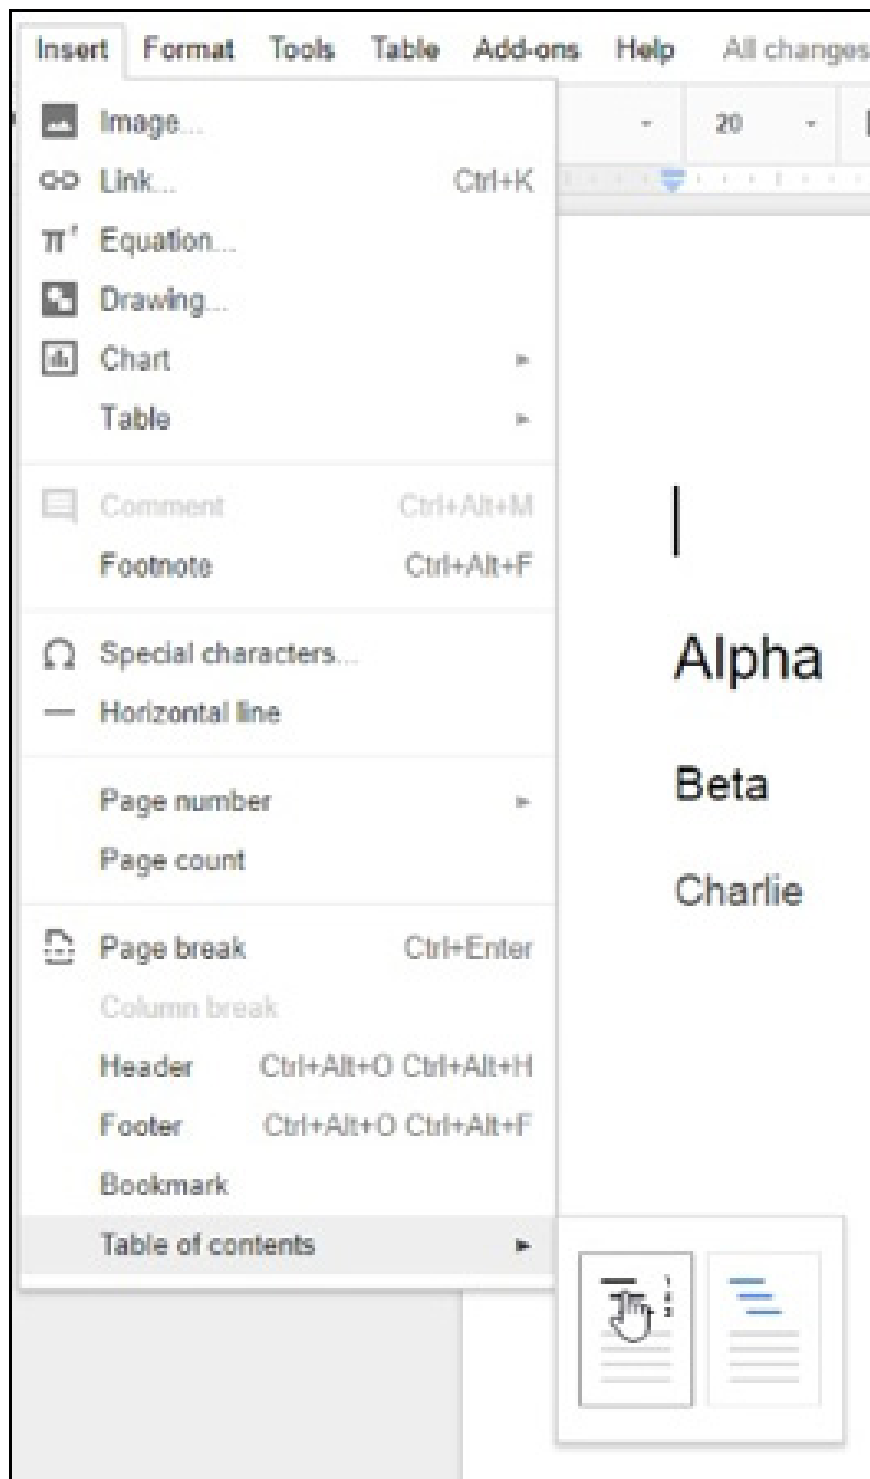 Insert Format Tools Table Add-ons Help All changes
20
Image...
Link... Ctrl+K
Equation...
Drawing...
Chart
Table
Comment Ctrl+Alt+M
Footnote Ctrl+Alt+F
Special characters...
Horizontal line
Page number
Page count
Page break Ctrl+Enter
Column break
Header Ctrl+Alt+O Ctrl+Alt+H
Footer Ctrl+Alt+O Ctrl+Alt+F
Bookmark
Table of contents
Alpha
Beta
Charlie